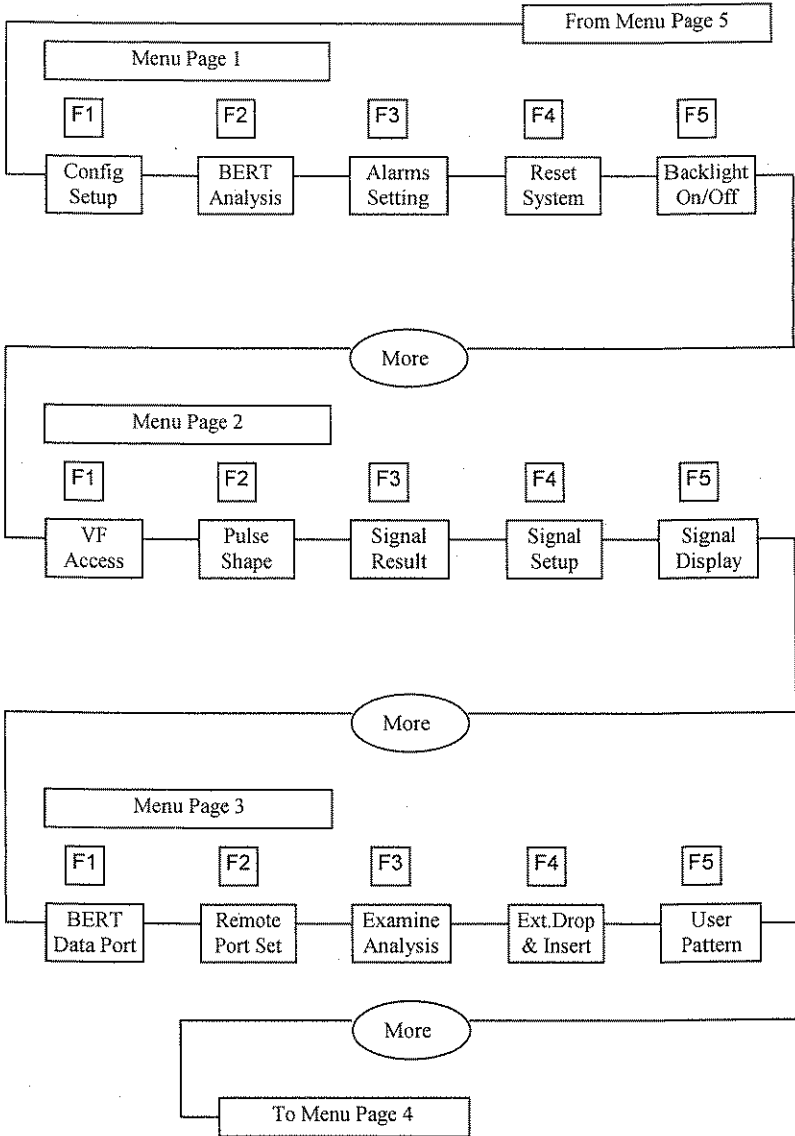 From Menu Page 5
Menu Page 1
F1 F2 F3 F4 F5
Config BERT Alarms Reset Backlight
Setup Analysis Setting System On/Off
More
Menu Page 2
F1 F2 F3 F4 F5
VF Pulse Signal Signal Signal
Access Shape Result Setup Display
More
Menu Page 3
F1 F2 F3 F4 F5
BERT Remote Examine Ext.Drop User
Data Port Port Set Analysis & Insert Pattern
More
To Menu Page 4